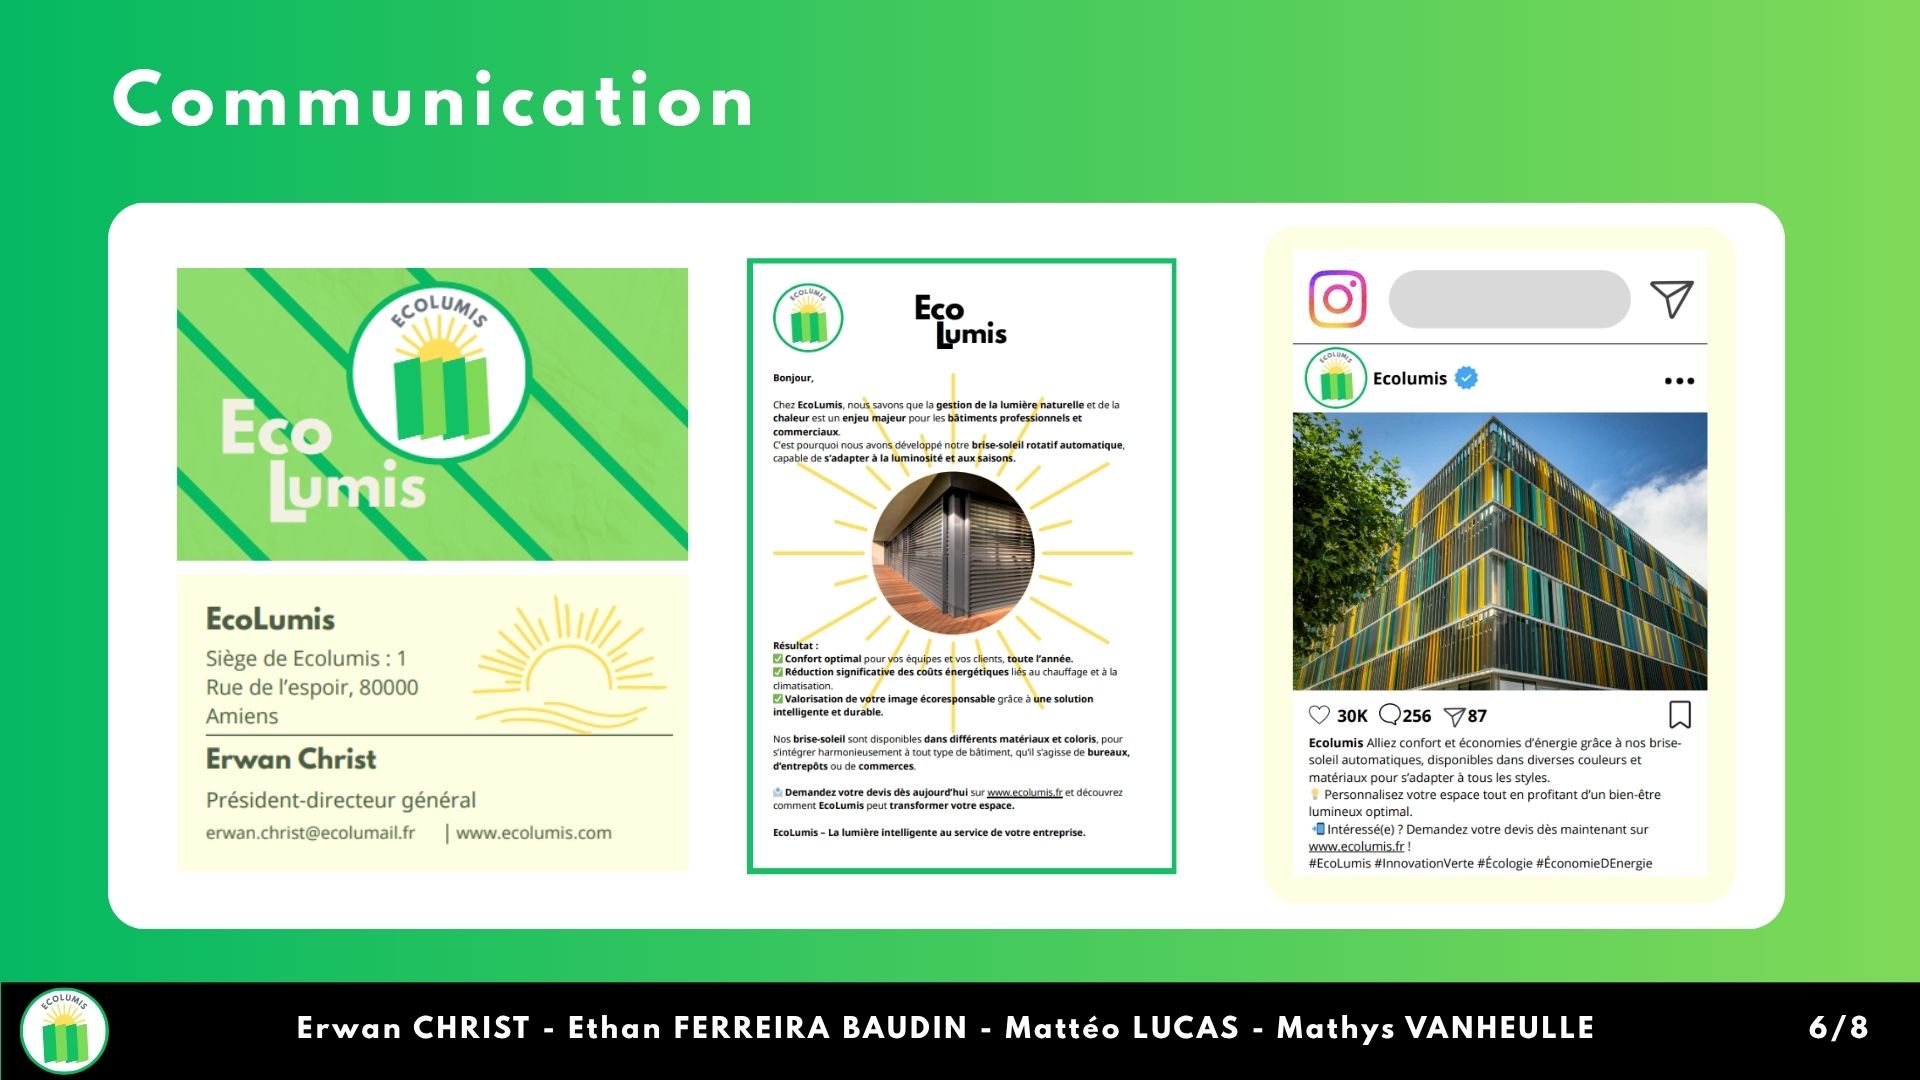 Communication
ECOLUMIS
Eco
Lumis
EcoLumis
Siège de Ecolumis : 1
Rue de l'espoir, 80000
Amiens
Erwan Christ
Président-directeur général
erwan.christ@ecolumail.fr | www.ecolumis.com
ECOLUMIS
Eco
Lumis
Bonjour,
Chez EcoLumis, nous savons que la gestion de la lumière naturelle et de la
chaleur est un enjeu majeur pour les bâtiments professionnels et
commerciaux.
C'est pourquoi nous avons développé notre brise-soleil rotatif automatique,
capable de s'adapter à la luminosité et aux saisons.
Résultat :
✅ Confort optimal pour vos équipes et vos clients, toute l'année.
✅ Réduction significative des coûts énergétiques liés au chauffage et à la
climatisation.
✅ Valorisation de votre image écoresponsable grâce à une solution
intelligente et durable.
Nos brise-soleil sont disponibles dans différents matériaux et coloris, pour
s'intégrer harmonieusement à tout type de bâtiment, qu'il s'agisse de bureaux,
d'entrepôts ou de commerces.
📩 Demandez votre devis dès aujourd'hui sur www.ecolumis.fr et découvrez
comment EcoLumis peut transformer votre espace.
EcoLumis – La lumière intelligente au service de votre entreprise.
ECOLUMIS
Ecolumis
30K 256 87
Ecolumis Alliez confort et économies d'énergie grâce à nos brise-
soleil automatiques, disponibles dans diverses couleurs et
matériaux pour s'adapter à tous les styles.
💡 Personnalisez votre espace tout en profitant d'un bien-être
lumineux optimal.
📲 Intéressé(e) ? Demandez votre devis dès maintenant sur
www.ecolumis.fr !
#EcoLumis #InnovationVerte #Écologie #ÉconomieDEnergie
ECOLUMIS
Erwan CHRIST - Ethan FERREIRA BAUDIN - Mattéo LUCAS - Mathys VANHEULLE
6/8